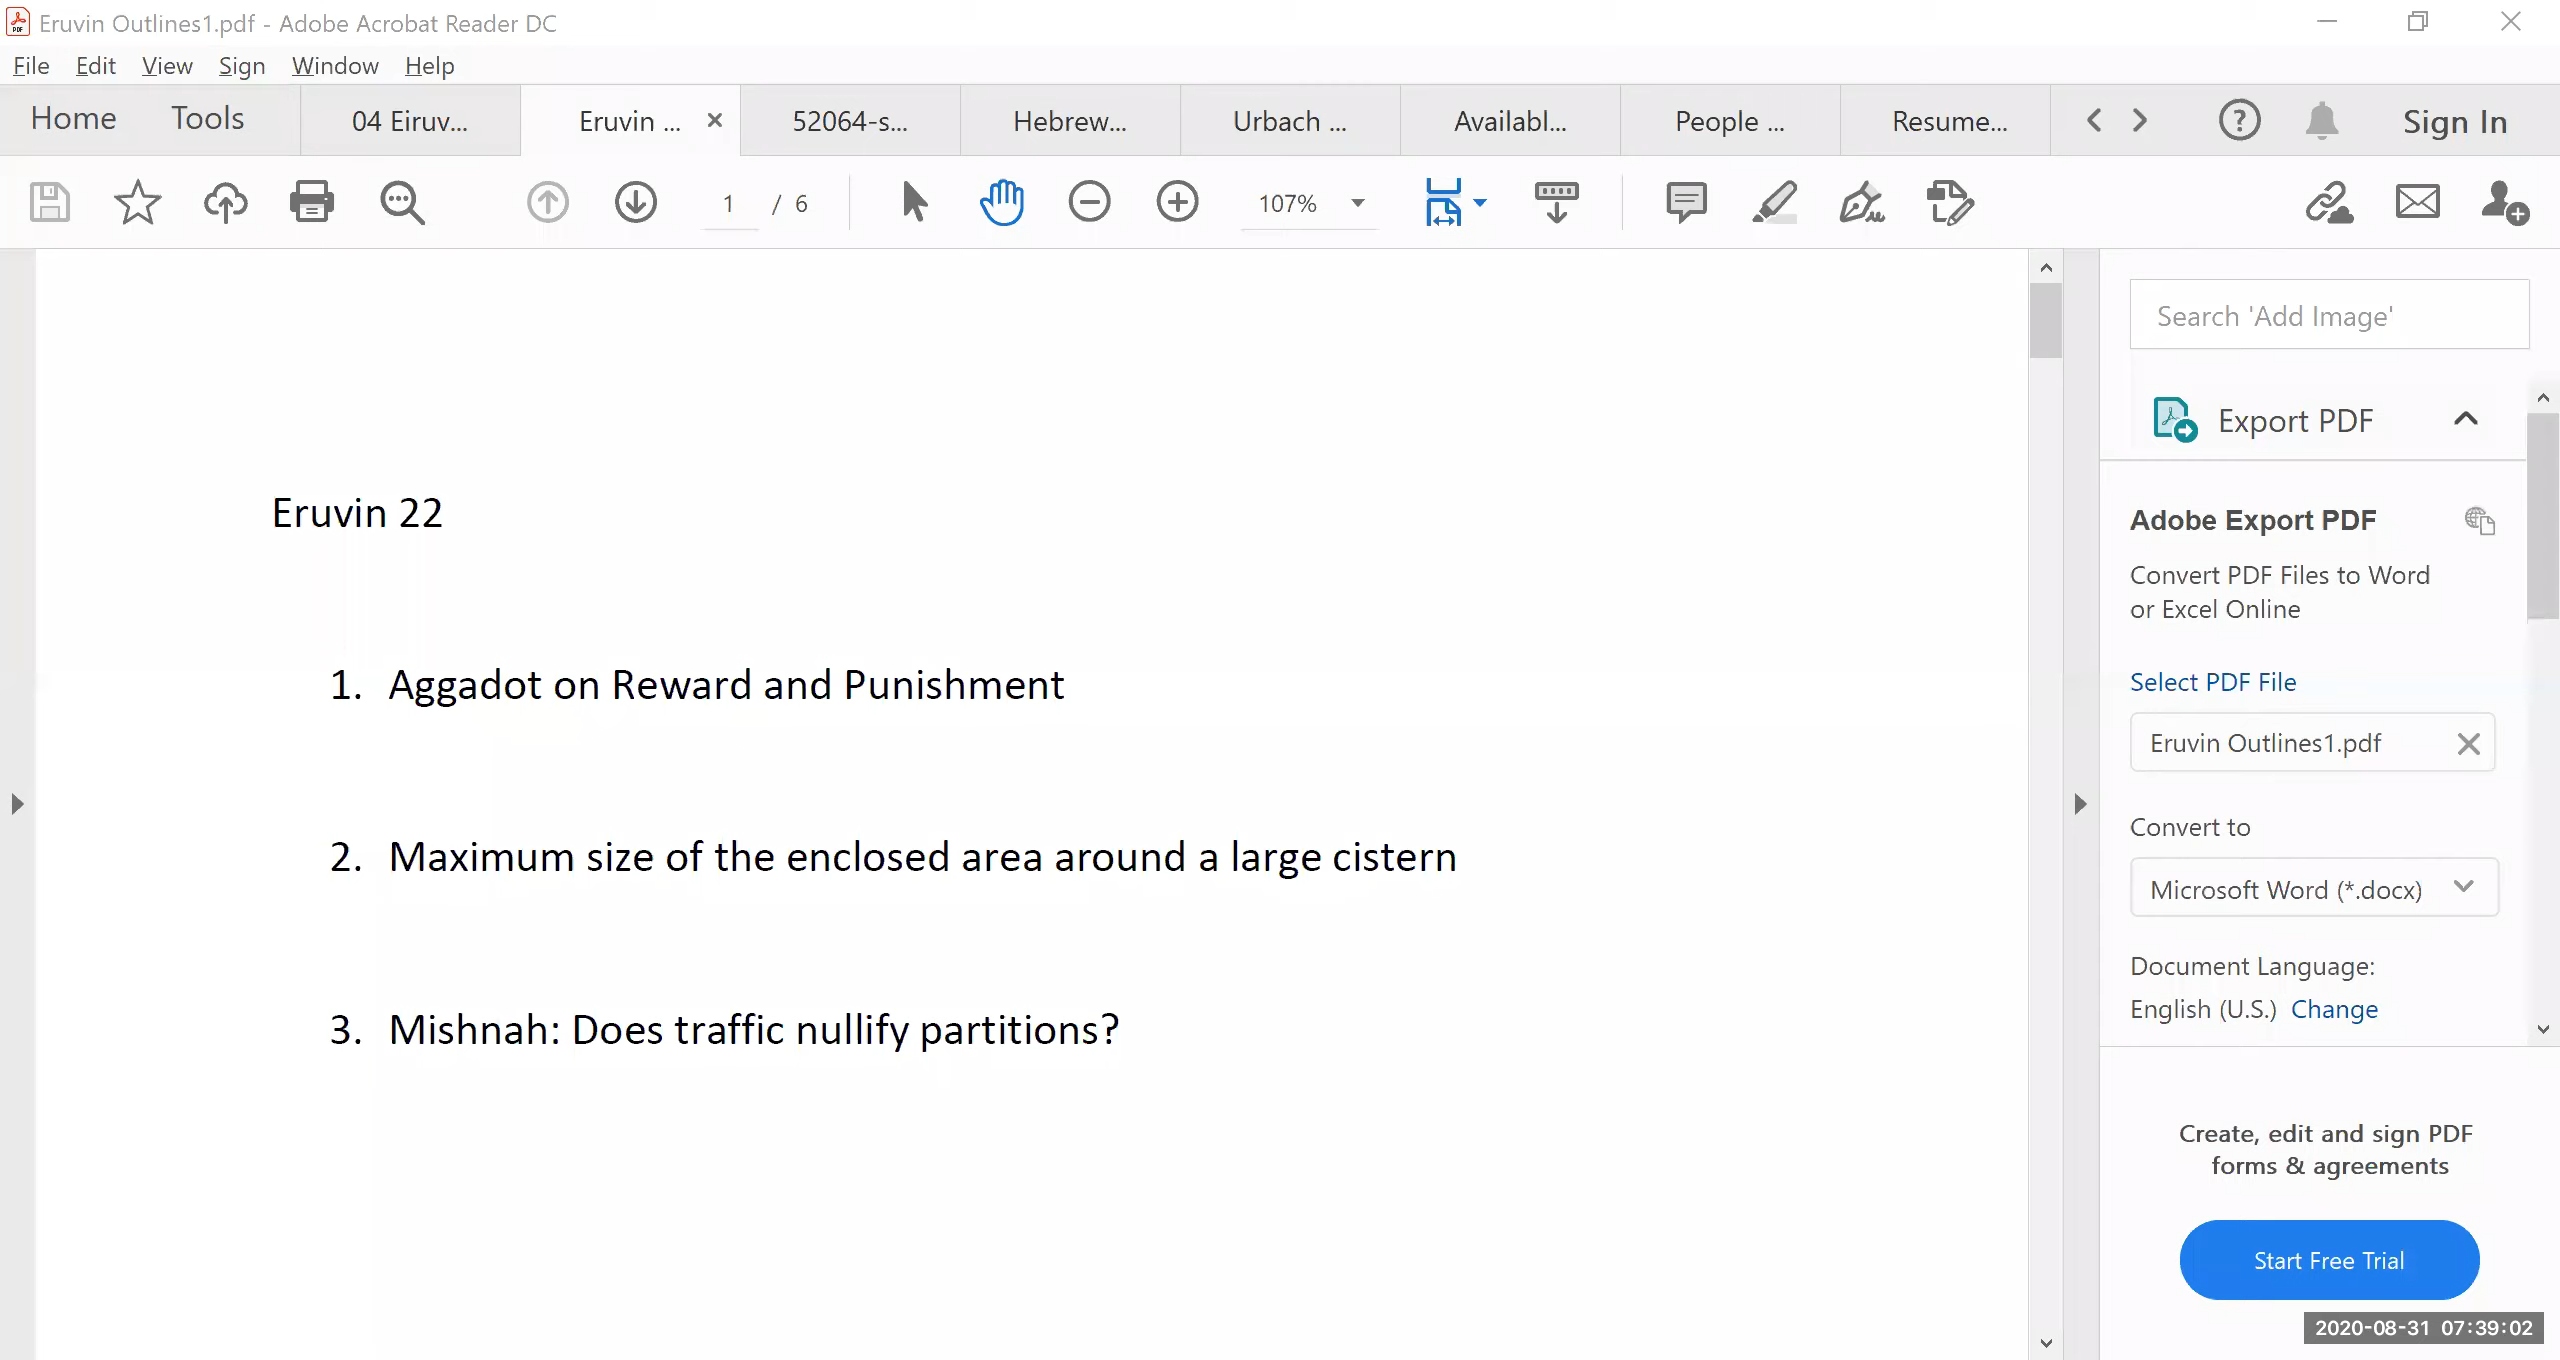 Eruvin Outlines1.pdf - Adobe Acrobat Reader DC
File Edit View Sign Window Help
Home Tools 04 Eiruv... Eruvin ... 52064-s... Hebrew... Urbach ... Availabl... People ... Resume... Sign In
1 / 6 107%
Eruvin 22
1. Aggadot on Reward and Punishment
2. Maximum size of the enclosed area around a large cistern
3. Mishnah: Does traffic nullify partitions?
Search 'Add Image'
Export PDF
Adobe Export PDF
Convert PDF Files to Word
or Excel Online
Select PDF File
Eruvin Outlines1.pdf
Convert to
Microsoft Word (*.docx)
Document Language:
English (U.S.) Change
Create, edit and sign PDF
forms & agreements
Start Free Trial
2020-08-31 07:39:02